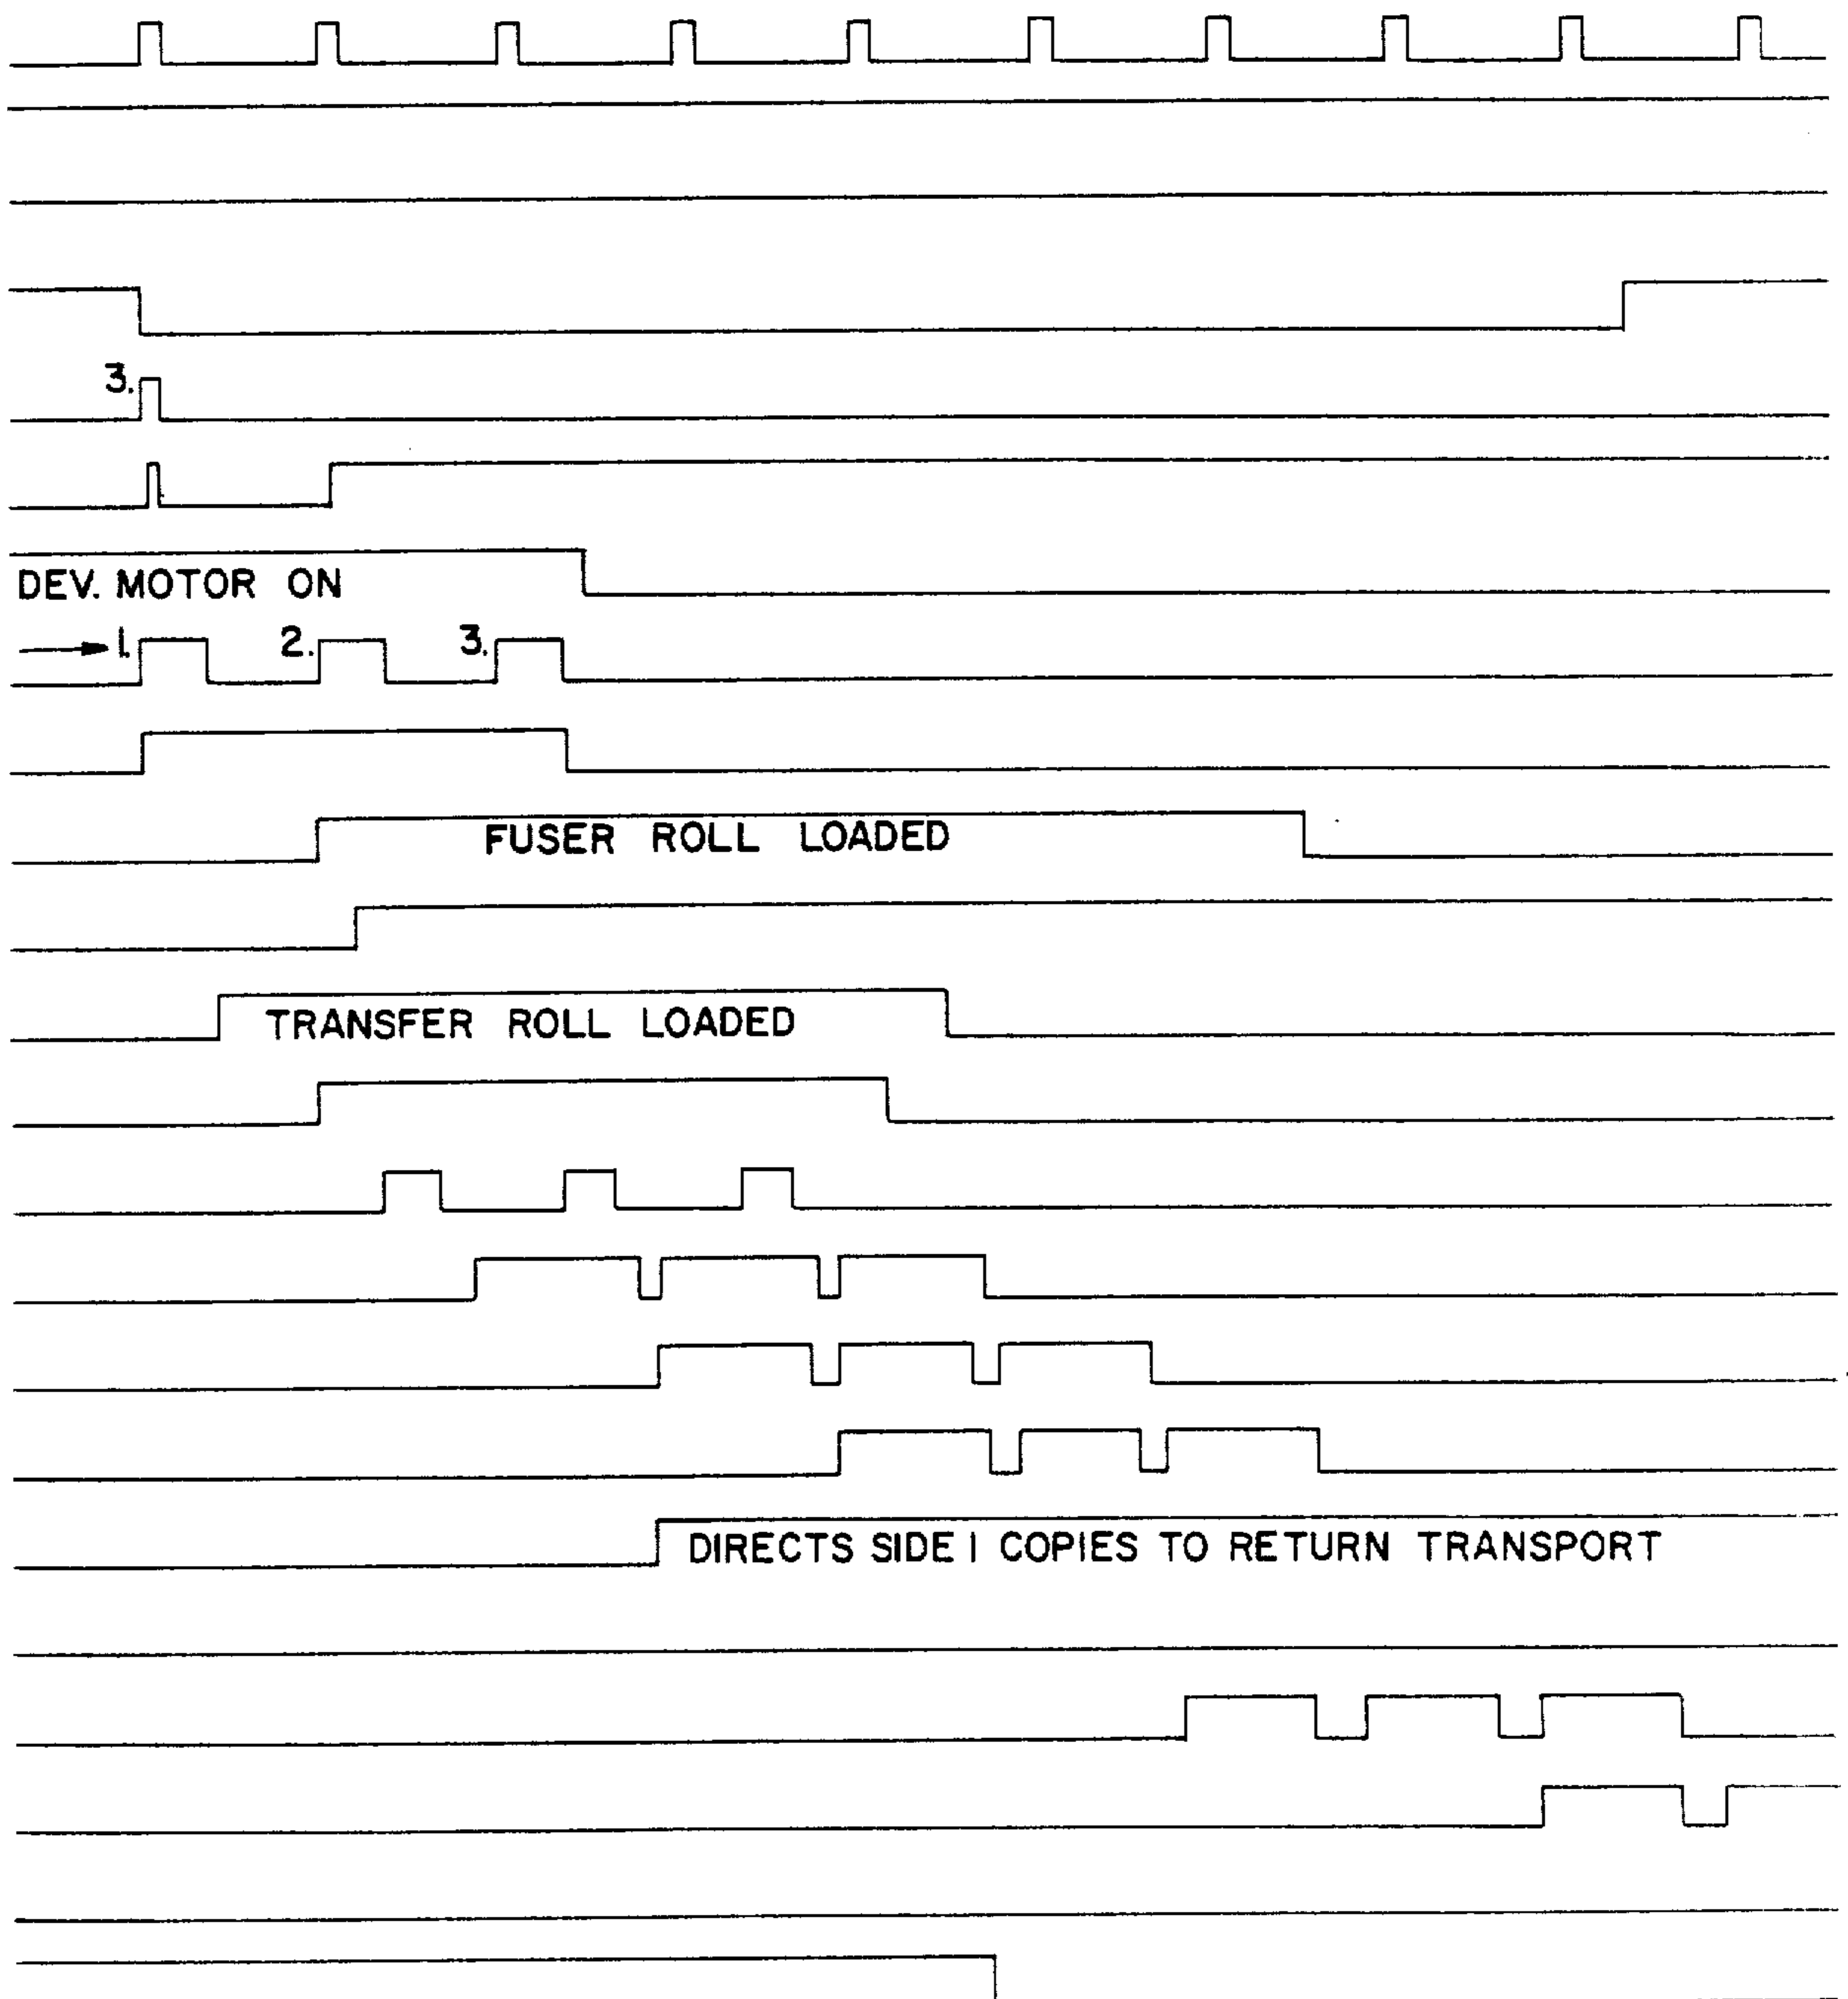 3.
DEV. MOTOR ON
1. 2. 3.
FUSER ROLL LOADED
TRANSFER ROLL LOADED
DIRECTS SIDE 1 COPIES TO RETURN TRANSPORT